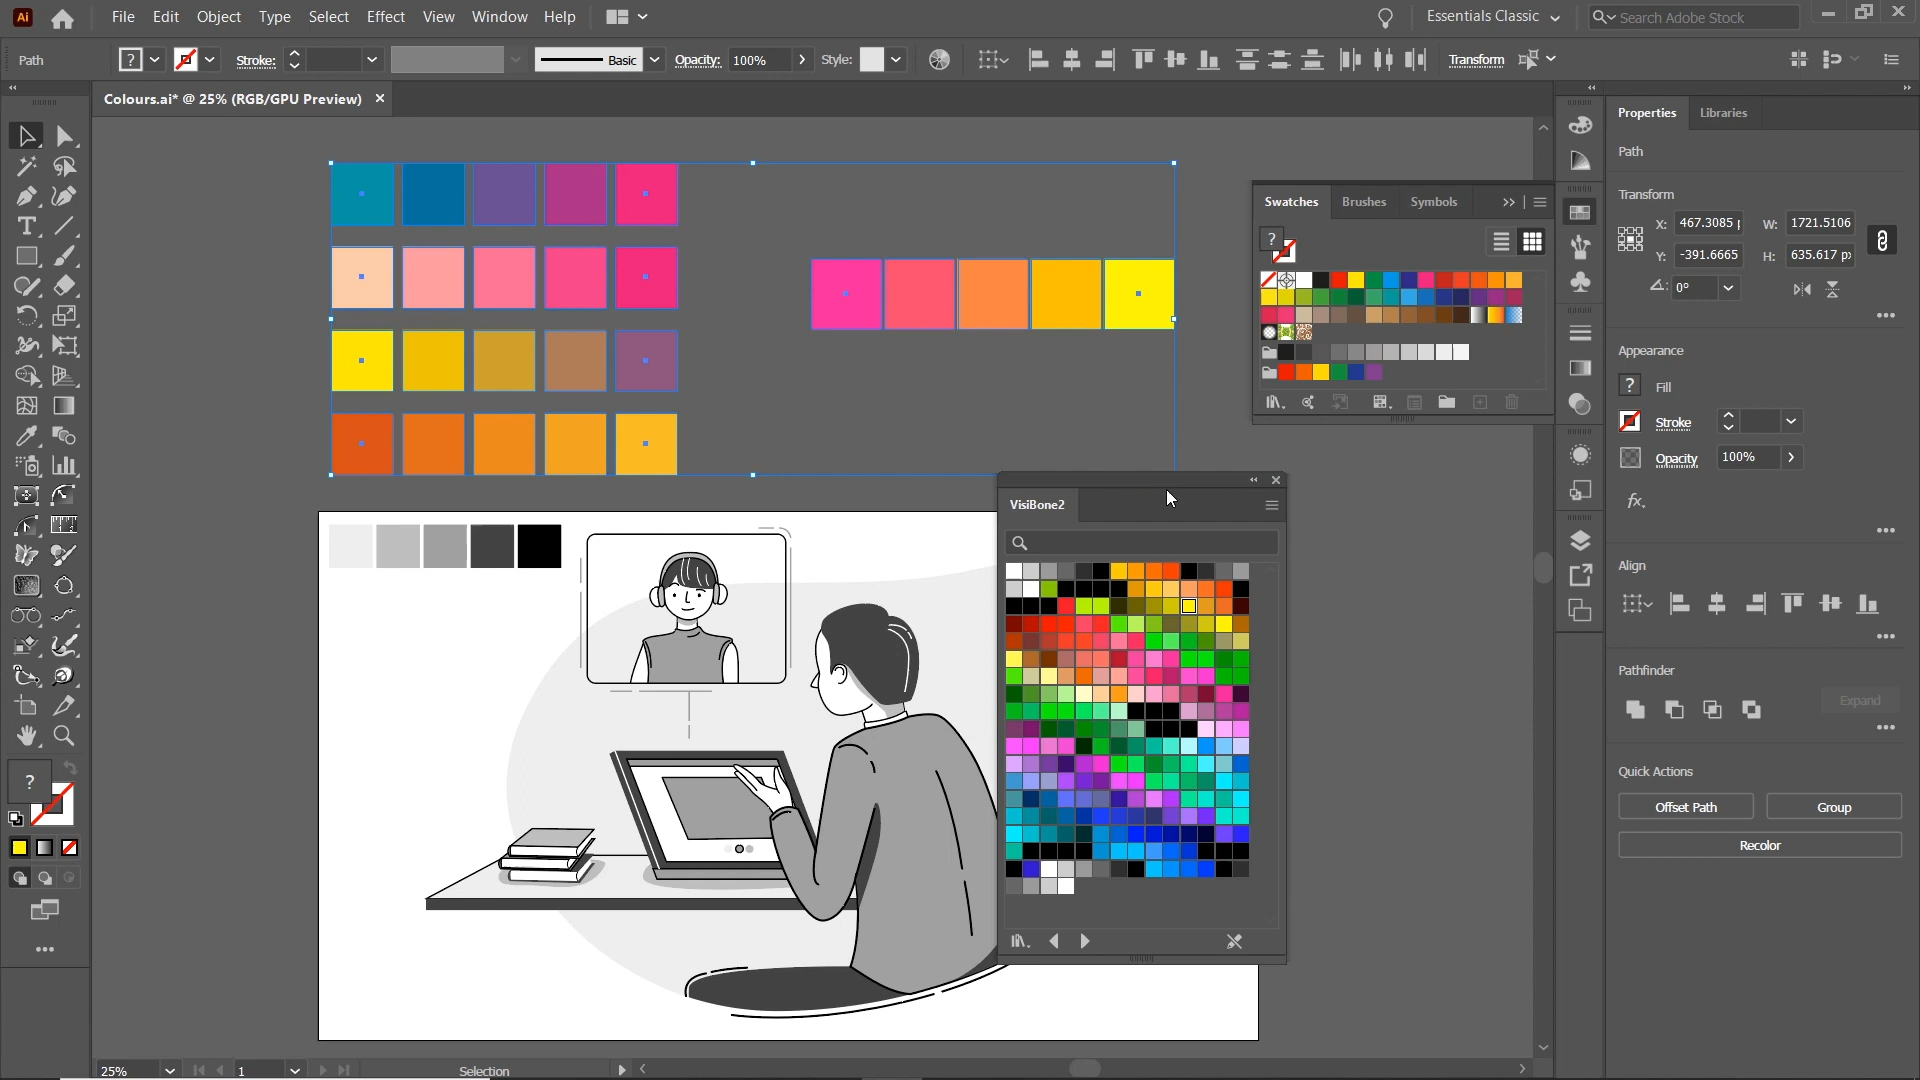 Ai File Edit Object Type Select Effect View Window Help Essentials Classic Search Adobe Stock
Path ? Stroke: Basic Opacity: 100% Style: Transform
Colours.ai* @ 25% (RGB/GPU Preview)
Properties Libraries
Path
Transform
X: 467.3085 W: 1721.5106
Y: -391.6665 H: 635.617 px
0°
Appearance
? Fill
Stroke
Opacity 100%
fx.
Align
Pathfinder
Expand
Quick Actions
Offset Path Group
Recolor
Swatches Brushes Symbols
?
VisiBone2
T
?
25% 1 Selection